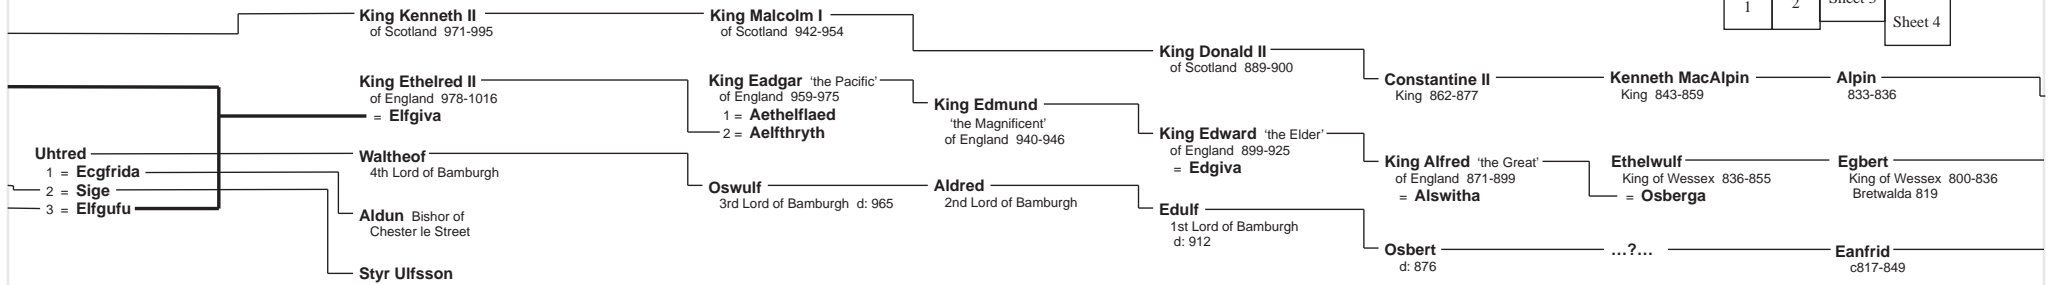 1
2
Sheet 3
Sheet 4
King Kenneth II
of Scotland 971-995
King Malcolm I
of Scotland 942-954
King Donald II
of Scotland 889-900
Constantine II
King 862-877
Kenneth MacAlpin
King 843-859
Alpin
833-836
King Ethelred II
of England 978-1016
= Elfgiva
King Eadgar 'the Pacific'
of England 959-975
1 = Aethelflaed
2 = Aelfthryth
King Edmund
'the Magnificent'
of England 940-946
King Edward 'the Elder'
of England 899-925
= Edgiva
King Alfred 'the Great'
of England 871-899
= Alswitha
Ethelwulf
King of Wessex 836-855
= Osberga
Egbert
King of Wessex 800-836
Bretwalda 819
Uhtred
1 = Ecgfrida
2 = Sige
3 = Elfgufu
Waltheof
4th Lord of Bamburgh
Oswulf
3rd Lord of Bamburgh d: 965
Aldred
2nd Lord of Bamburgh
Edulf
1st Lord of Bamburgh
d: 912
Osbert
d: 876
...?...
Eanfrid
c817-849
Aldun Bishor of
Chester le Street
Styr Ulfsson